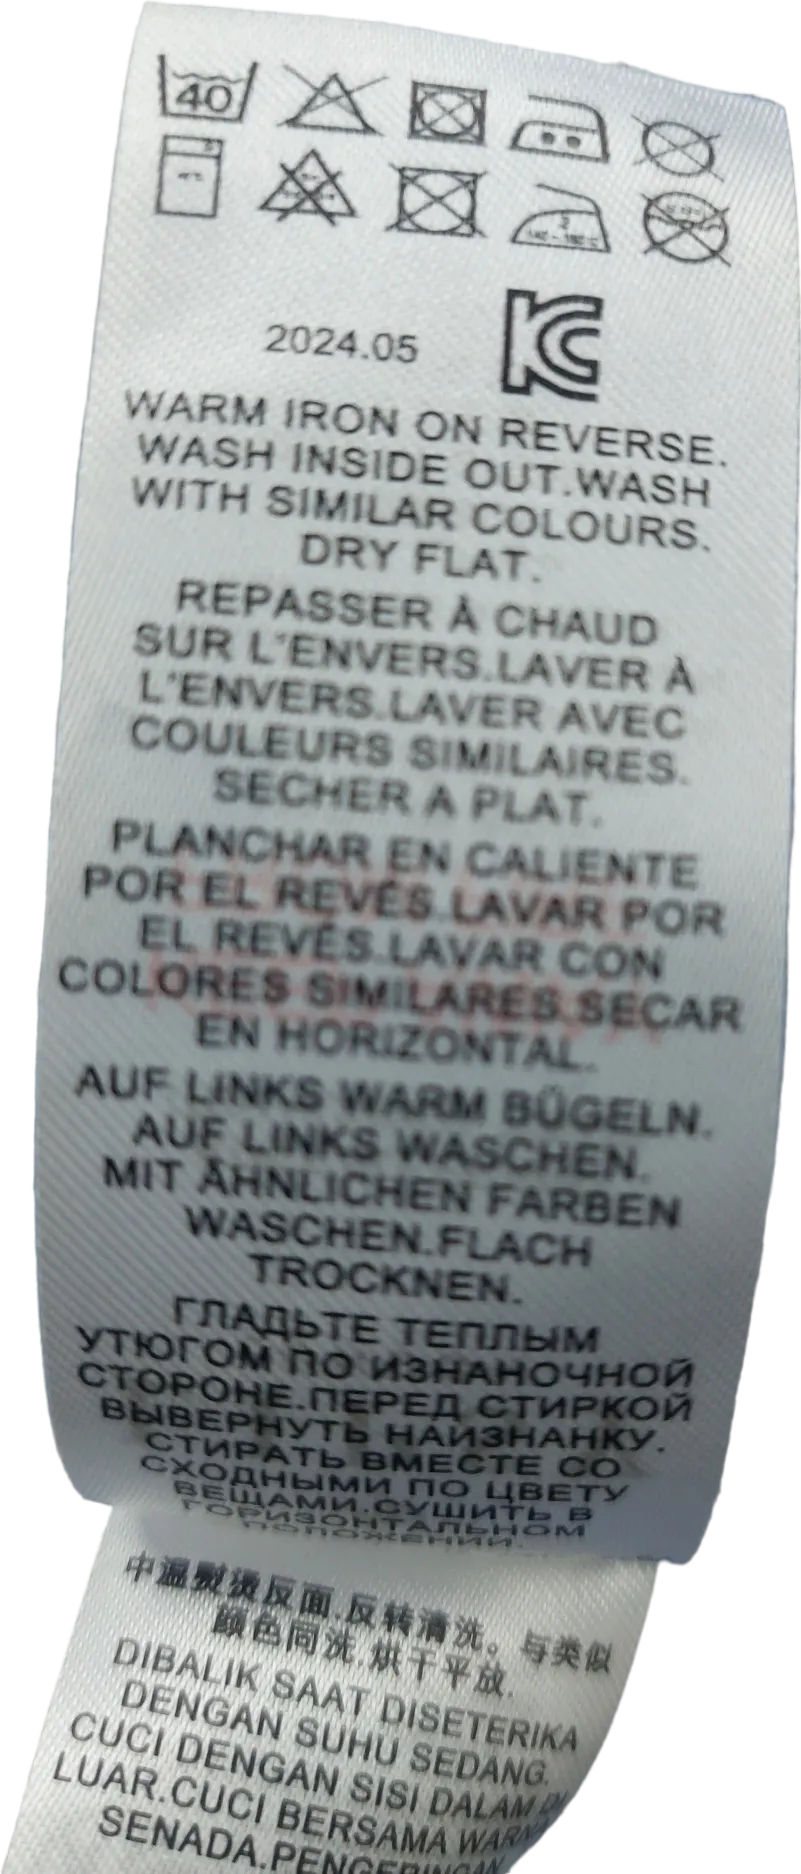 40
2024.05
WARM IRON ON REVERSE.
WASH INSIDE OUT.WASH
WITH SIMILAR COLOURS.
DRY FLAT.
REPASSER À CHAUD
SUR L'ENVERS.LAVER À
L'ENVERS.LAVER AVEC
COULEURS SIMILAIRES.
SECHER A PLAT.
PLANCHAR EN CALIENTE
POR EL REVÉS.LAVAR POR
EL REVÉS.LAVAR CON
COLORES SIMILARES.SECAR
EN HORIZONTAL.
AUF LINKS WARM BÜGELN.
AUF LINKS WASCHEN.
MIT ÄHNLICHEN FARBEN
WASCHEN.FLACH
TROCKNEN.
ГЛАДЬТЕ ТЕПЛЫМ
УТЮГОМ ПО ИЗНАНОЧНОЙ
СТОРОНЕ.ПЕРЕД СТИРКОЙ
ВЫВЕРНУТЬ НАИЗНАНКУ.
СТИРАТЬ ВМЕСТЕ СО
СХОДНЫМИ ПО ЦВЕТУ
ВЕЩАМИ.СУШИТЬ В
ГОРИЗОНТАЛЬНОМ
ПОЛОЖЕНИИ.
中温熨烫反面.反转清洗。与类似
颜色同洗.烘干平放.
DIBALIK SAAT DISETERIKA
DENGAN SUHU SEDANG.
CUCI DENGAN SISI DALAM DI
LUAR.CUCI BERSAMA WARNA
SENADA.PENGERINGAN